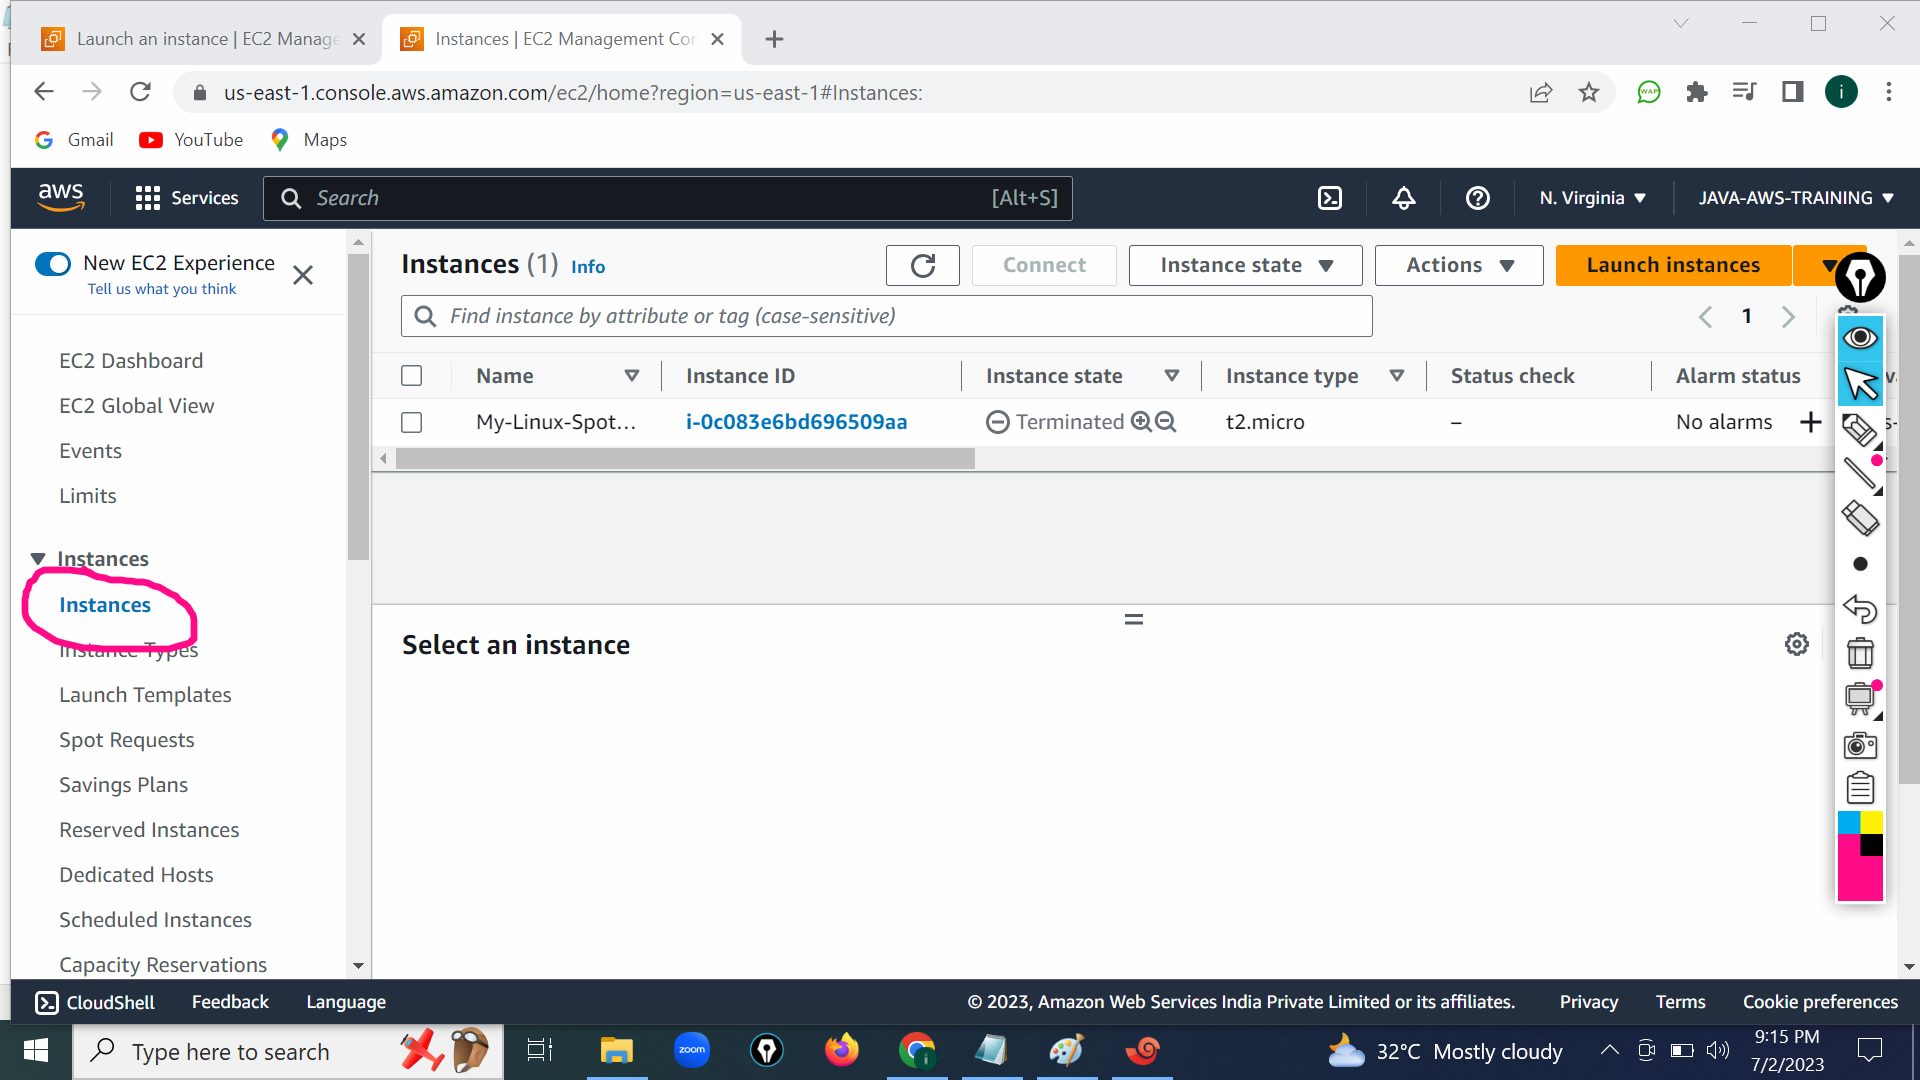 Launch an instance | EC2 Manage
Instances | EC2 Management Con
us-east-1.console.aws.amazon.com/ec2/home?region=us-east-1#Instances:
WAP
i
Gmail YouTube Maps
aws Services Search [Alt+S] N. Virginia JAVA-AWS-TRAINING
New EC2 Experience
Tell us what you think
EC2 Dashboard
EC2 Global View
Events
Limits
Instances
Instances
Instance Types
Launch Templates
Spot Requests
Savings Plans
Reserved Instances
Dedicated Hosts
Scheduled Instances
Capacity Reservations
Instances (1) Info Connect Instance state Actions Launch instances
Find instance by attribute or tag (case-sensitive) 1
Name Instance ID Instance state Instance type Status check Alarm status
My-Linux-Spot... i-0c083e6bd696509aa Terminated t2.micro – No alarms
Select an instance
CloudShell Feedback Language © 2023, Amazon Web Services India Private Limited or its affiliates. Privacy Terms Cookie preferences
Type here to search zoom i 32°C Mostly cloudy 9:15 PM
7/2/2023